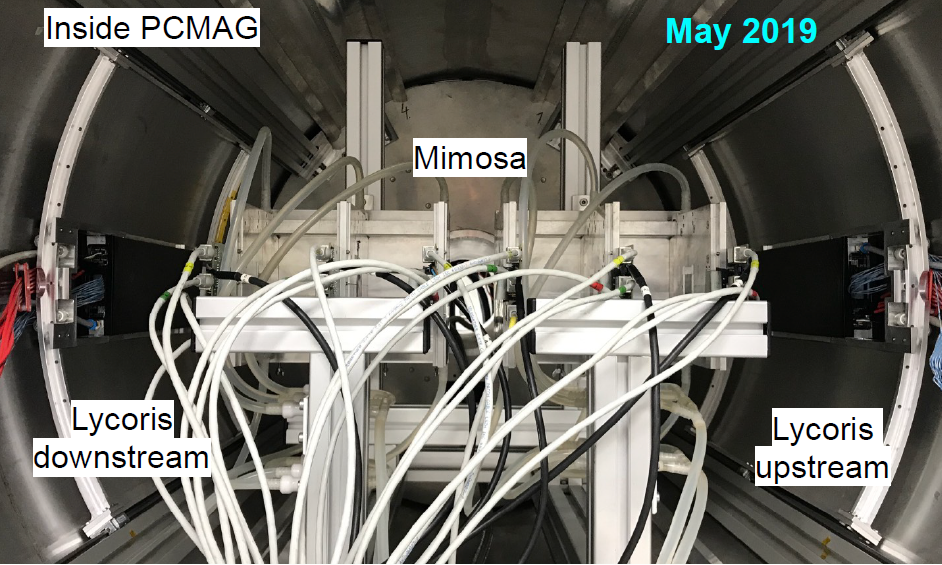 Inside PCMAG
May 2019
Mimosa
Lycoris
downstream
Lycoris
upstream